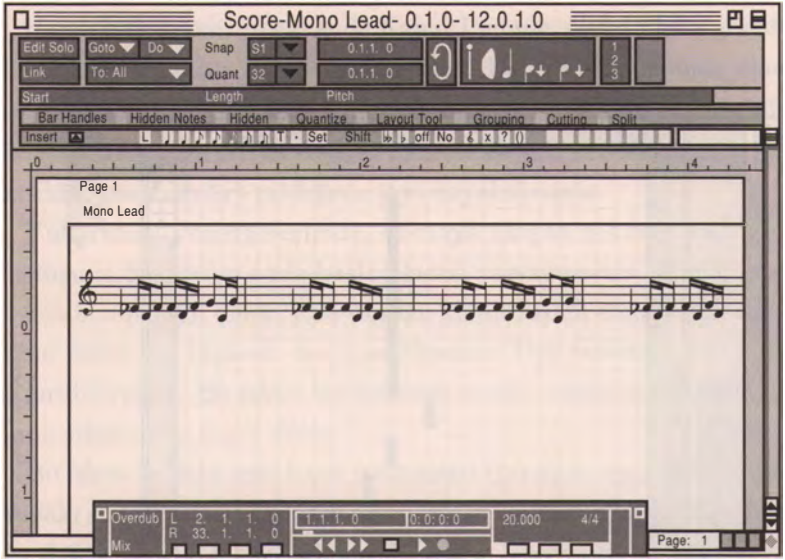 Score-Mono Lead- 0.1.0- 12.0.1.0
Edit Solo Goto Do Snap S1 0.1.1. 0
Link To: All Quant 32 0.1.1. 0
1
2
3
Start Length Pitch
Bar Handles Hidden Notes Hidden Quantize Layout Tool Grouping Cutting Split
Insert L T · Set Shift off No x ? ()
0 1 2 3 4
Page 1
Mono Lead
0
1
Overdub L 2. 1. 1. 0 1. 1. 1. 0 0: 0: 0: 0 20.000 4/4
Mix R 33. 1. 1. 0
Page: 1